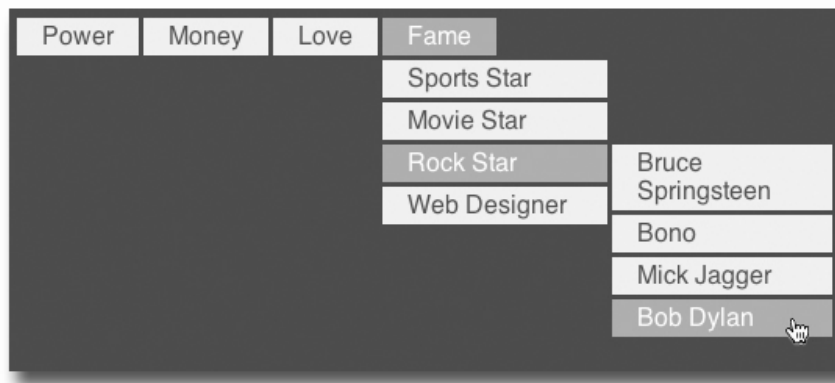 Power Money Love Fame
Sports Star
Movie Star
Rock Star
Web Designer
Bruce
Springsteen
Bono
Mick Jagger
Bob Dylan